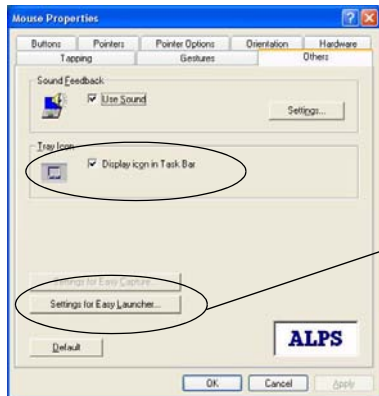 Mouse Properties
Buttons Pointers Pointer Options Orientation Hardware
Tapping Gestures Others
Sound Feedback
Use Sound
Settings...
Tray Icon
Display icon in Task Bar
Settings for Easy Capture...
Settings for Easy Launcher...
Default
ALPS
OK Cancel Apply